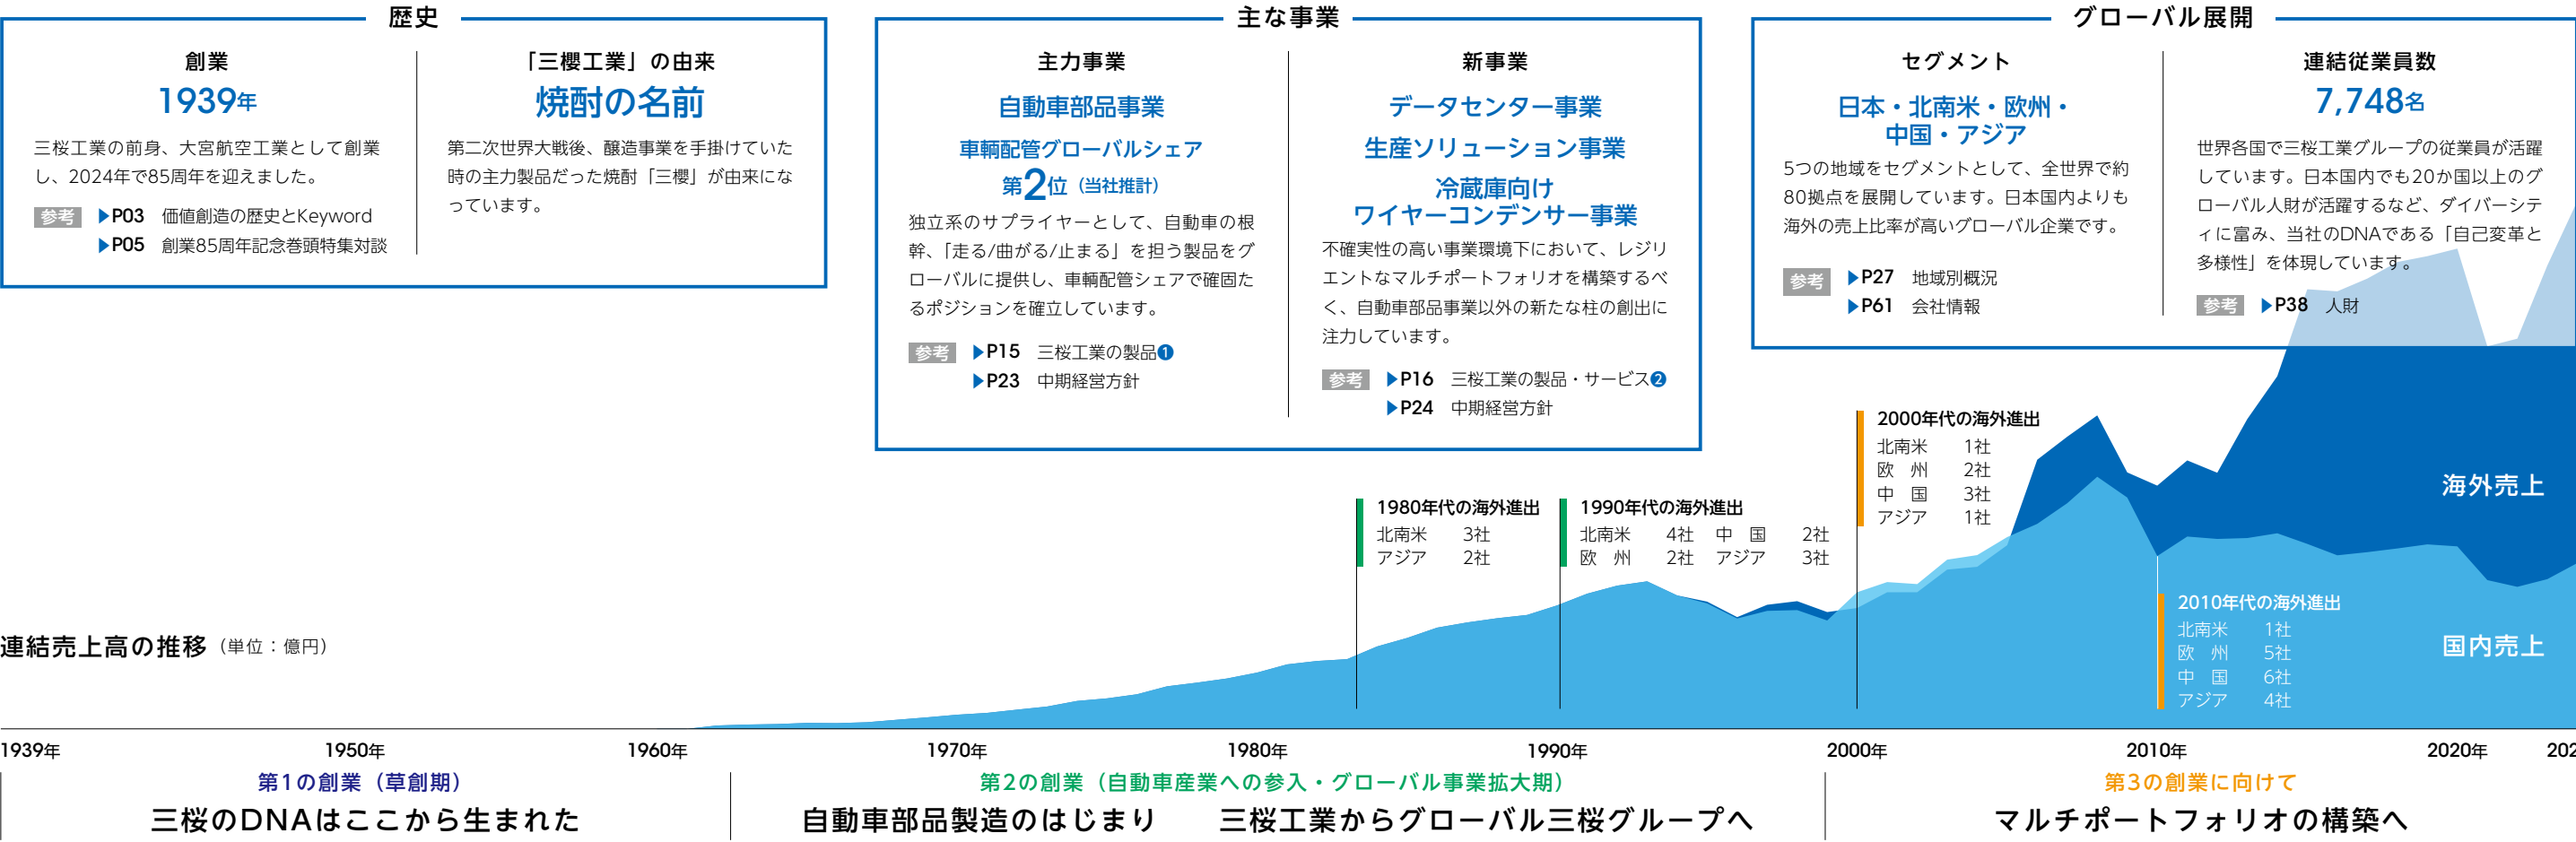 歴史
創業
1939年
三桜工業の前身、大宮航空工業として創業
し、2024年で85周年を迎えました。
参考 ▶P03 価値創造の歴史とKeyword
▶P05 創業85周年記念巻頭特集対談
「三櫻工業」の由来
焼酎の名前
第二次世界大戦後、醸造事業を手掛けていた
時の主力製品だった焼酎「三櫻」が由来にな
っています。
主な事業
主力事業
自動車部品事業
車輌配管グローバルシェア
第2位（当社推計）
独立系のサプライヤーとして、自動車の根
幹、「走る/曲がる/止まる」を担う製品をグ
ローバルに提供し、車輌配管シェアで確固た
るポジションを確立しています。
参考 ▶P15 三桜工業の製品❶
▶P23 中期経営方針
新事業
データセンター事業
生産ソリューション事業
冷蔵庫向け
ワイヤーコンデンサー事業
不確実性の高い事業環境下において、レジリ
エントなマルチポートフォリオを構築するべ
く、自動車部品事業以外の新たな柱の創出に
注力しています。
参考 ▶P16 三桜工業の製品・サービス❷
▶P24 中期経営方針
グローバル展開
セグメント
日本・北南米・欧州・
中国・アジア
5つの地域をセグメントとして、全世界で約
80拠点を展開しています。日本国内よりも
海外の売上比率が高いグローバル企業です。
参考 ▶P27 地域別概況
▶P61 会社情報
連結従業員数
7,748名
世界各国で三桜工業グループの従業員が活躍
しています。日本国内でも20か国以上のグ
ローバル人財が活躍するなど、ダイバーシテ
ィに富み、当社のDNAである「自己変革と
多様性」を体現しています。
参考 ▶P38 人財
1980年代の海外進出
北南米 3社
アジア 2社
1990年代の海外進出
北南米 4社 中 国 2社
欧 州 2社 アジア 3社
2000年代の海外進出
北南米 1社
欧 州 2社
中 国 3社
アジア 1社
2010年代の海外進出
北南米 1社
欧 州 5社
中 国 6社
アジア 4社
海外売上
国内売上
連結売上高の推移（単位：億円）
1939年 1950年 1960年 1970年 1980年 1990年 2000年 2010年 2020年 202
第1の創業（草創期）
三桜のDNAはここから生まれた
第2の創業（自動車産業への参入・グローバル事業拡大期）
自動車部品製造のはじまり 三桜工業からグローバル三桜グループへ
第3の創業に向けて
マルチポートフォリオの構築へ